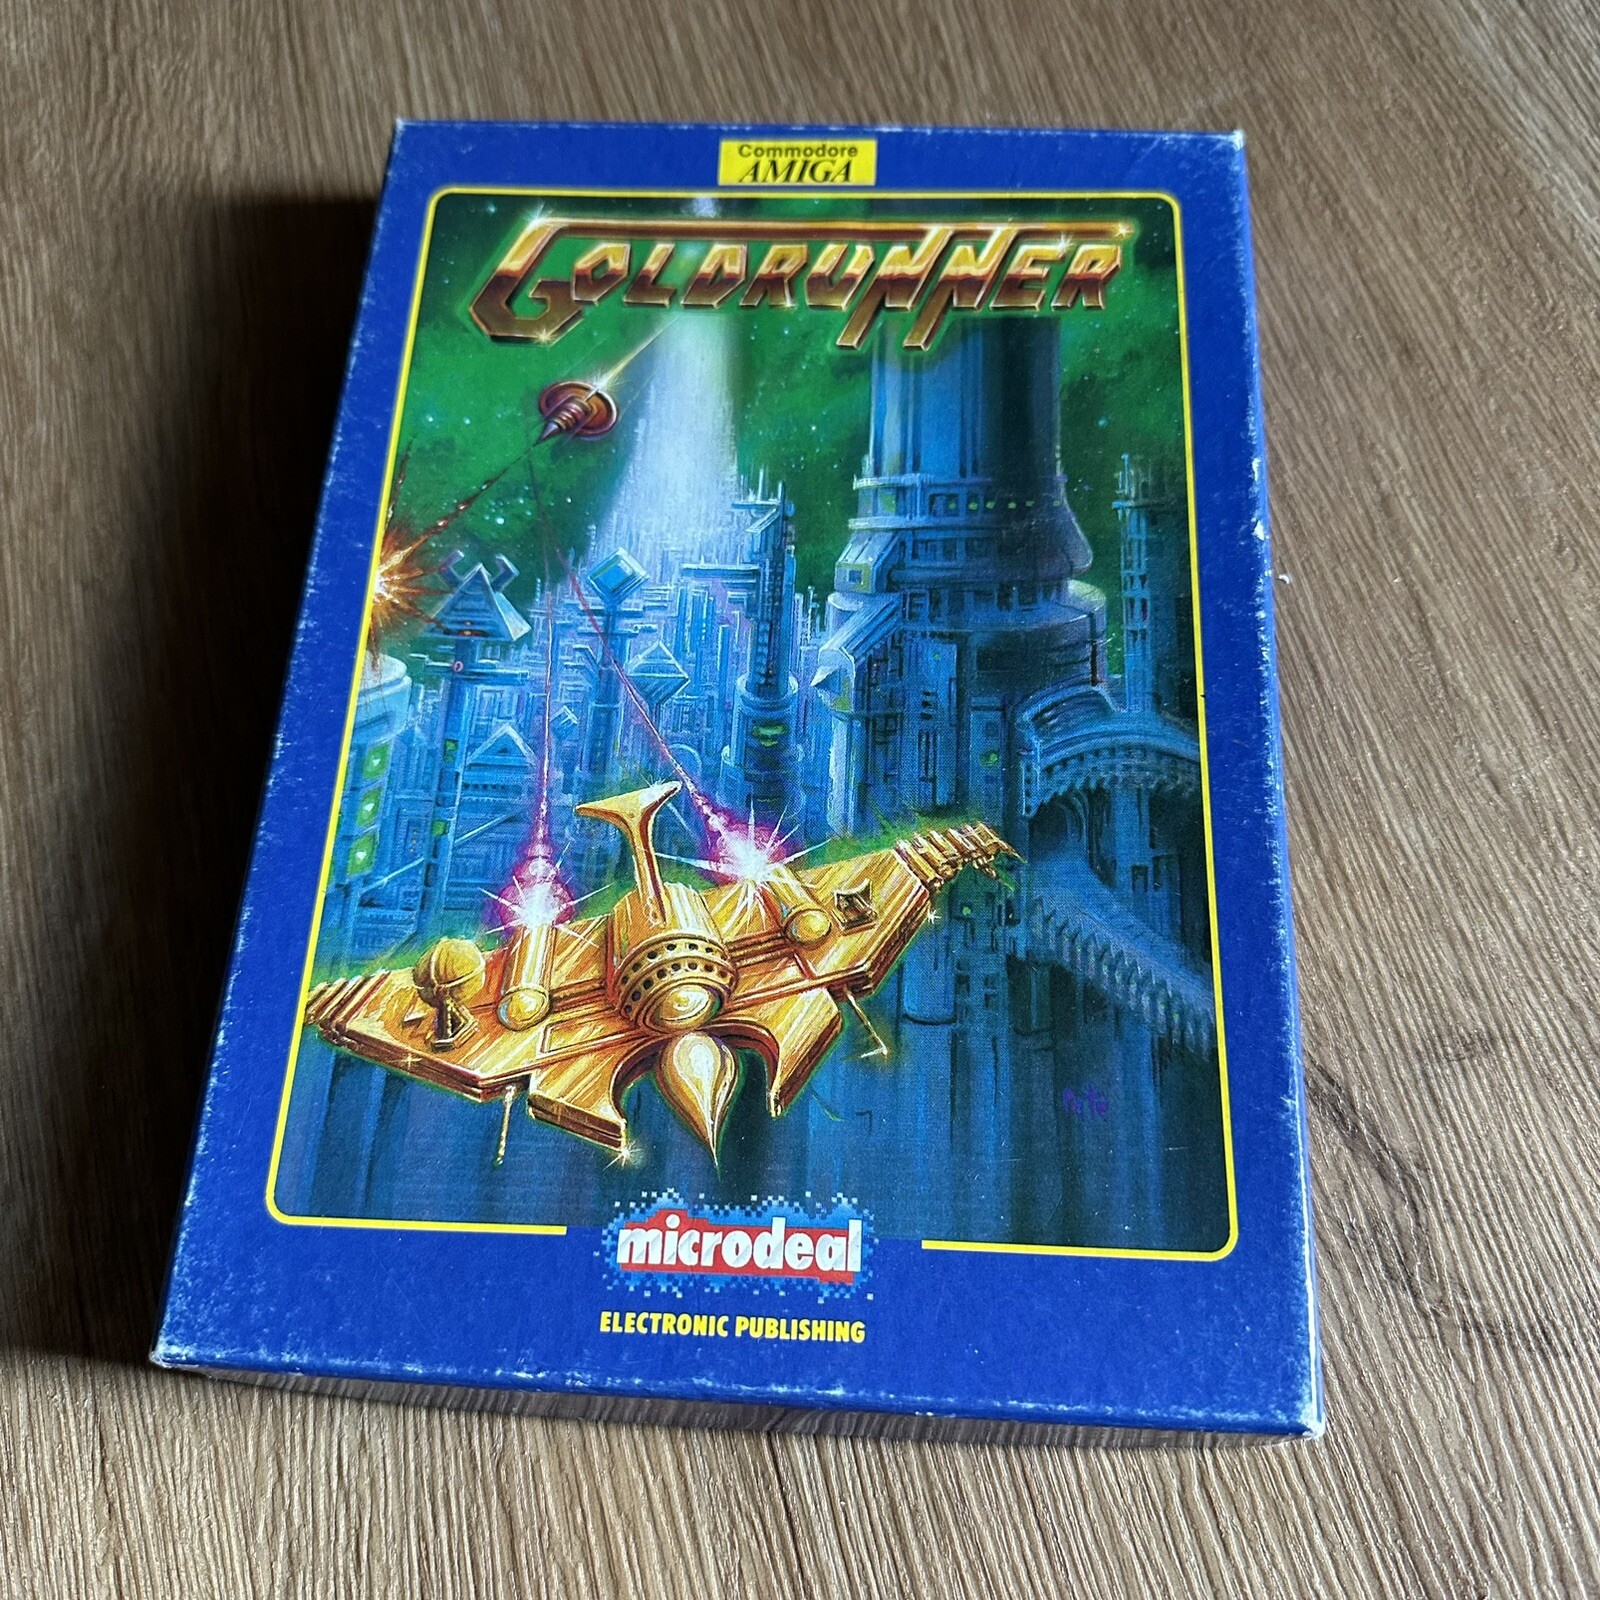 Commodore
AMIGA
GOLDRUNNER
microdeal
ELECTRONIC PUBLISHING